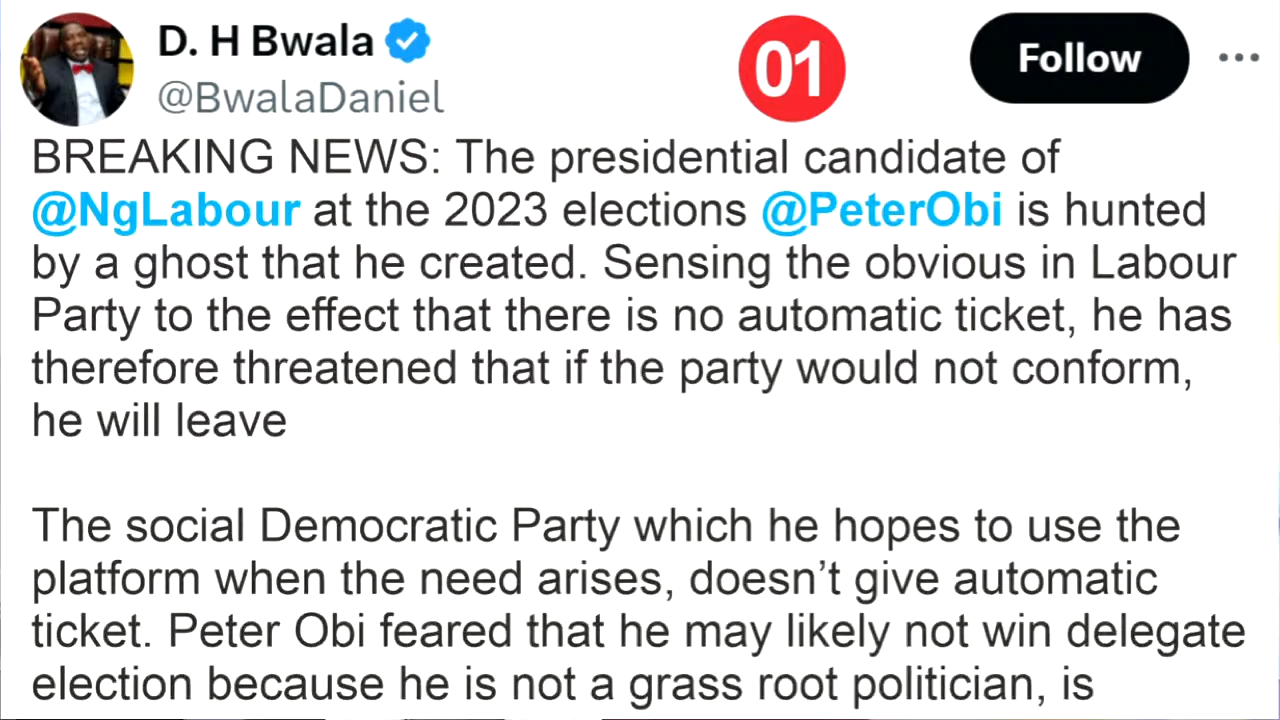 D. H Bwala
@BwalaDaniel
01
Follow
BREAKING NEWS: The presidential candidate of
@NgLabour at the 2023 elections @PeterObi is hunted
by a ghost that he created. Sensing the obvious in Labour
Party to the effect that there is no automatic ticket, he has
therefore threatened that if the party would not conform,
he will leave
The social Democratic Party which he hopes to use the
platform when the need arises, doesn’t give automatic
ticket. Peter Obi feared that he may likely not win delegate
election because he is not a grass root politician, is